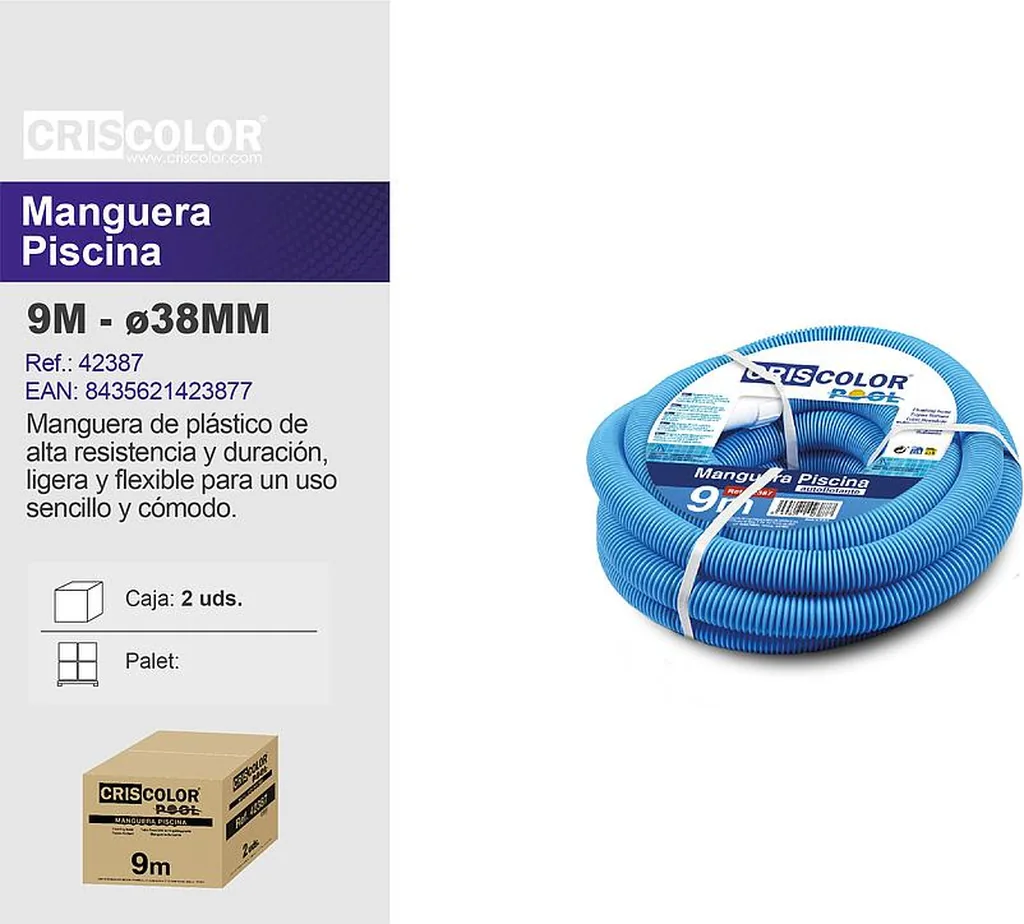 CRISCOLOR®
www.criscolor.com
Manguera
Piscina
9M - ø38MM
Ref.: 42387
EAN: 8435621423877
Manguera de plástico de
alta resistencia y duración,
ligera y flexible para un uso
sencillo y cómodo.
Caja: 2 uds.
Palet:
CRISCOLOR
POOL
MANGUERA PISCINA
9m
CRISCOLOR
POOL
Ref. 42387
2 uds.
CRISCOLOR®
POOL
Manguera Piscina
autoflotante
9m